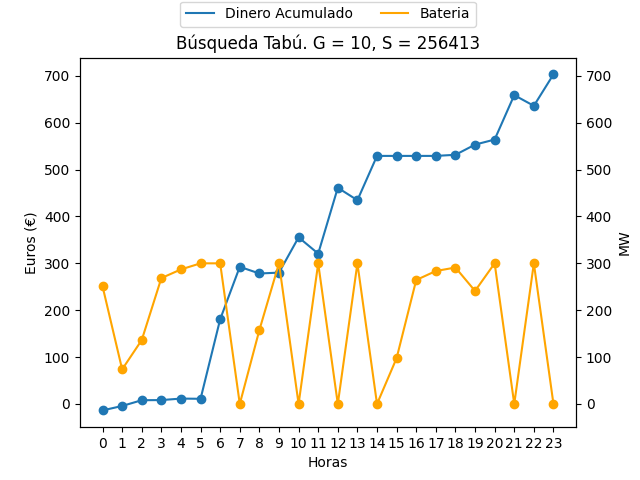 Dinero Acumulado Bateria
Búsqueda Tabú. G = 10, S = 256413
700
600
500
400
300
200
100
0
Euros (€)
700
600
500
400
300
200
100
0
MW
0 1 2 3 4 5 6 7 8 9 10 11 12 13 14 15 16 17 18 19 20 21 22 23
Horas